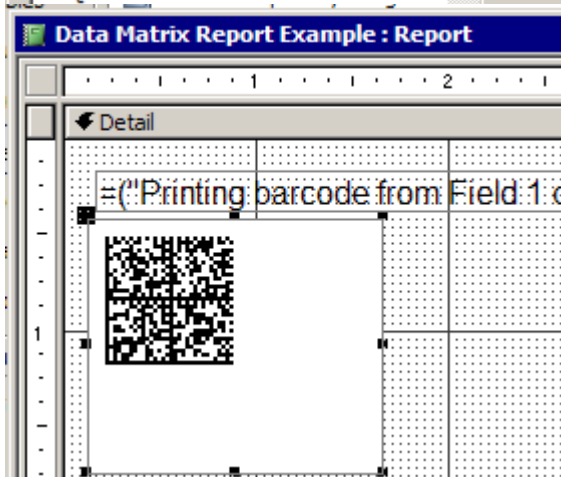 Data Matrix Report Example : Report
1 2
Detail
="("Printing barcode from Field 1
1